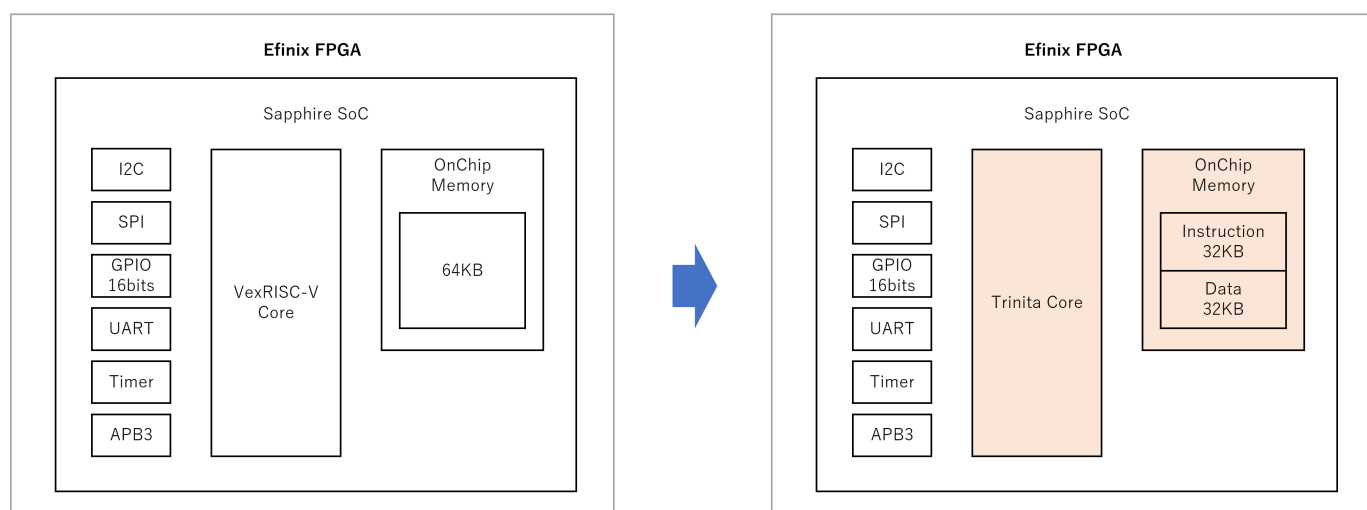 Efinix FPGA
Sapphire SoC
I2C
SPI
GPIO
16bits
UART
Timer
APB3
VexRISC-V
Core
OnChip
Memory
64KB
Efinix FPGA
Sapphire SoC
I2C
SPI
GPIO
16bits
UART
Timer
APB3
Trinita Core
OnChip
Memory
Instruction
32KB
Data
32KB